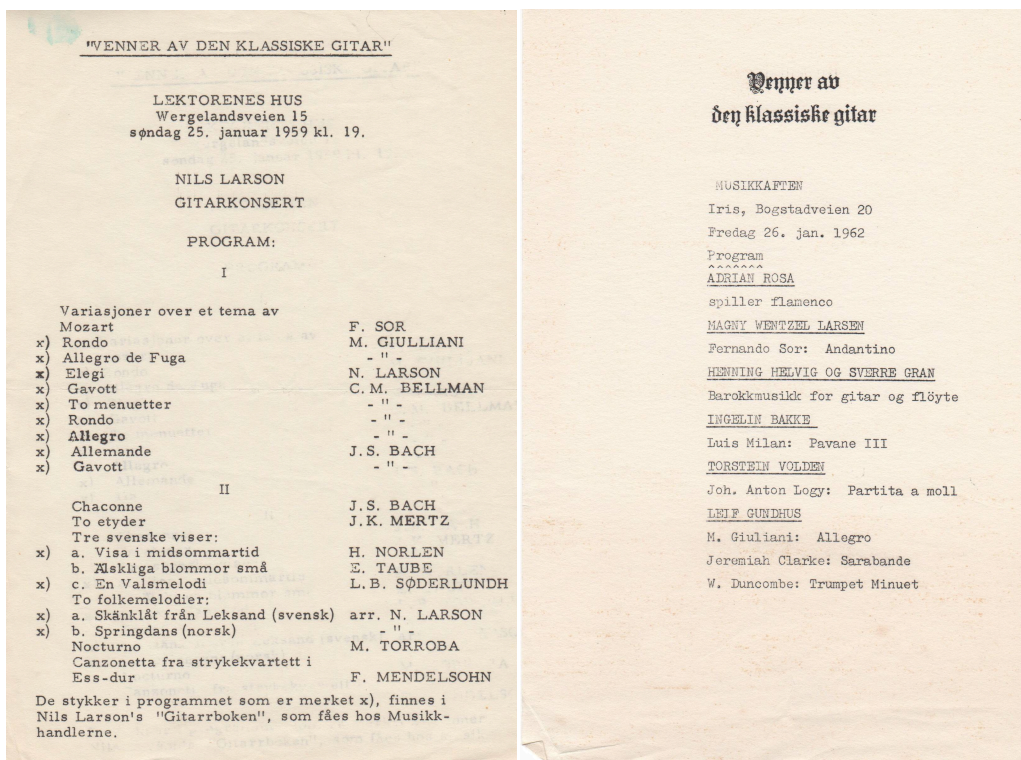 "VENNER AV DEN KLASSISKE GITAR"
LEKTORENES HUS
Wergelandsveien 15
søndag 25. januar 1959 kl. 19.
NILS LARSON
GITARKONSERT
PROGRAM:
I
Variasjoner over et tema av
Mozart F. SOR
x) Rondo M. GIULLIANI
x) Allegro de Fuga - " -
x) Elegi N. LARSON
x) Gavott C.M. BELLMAN
x) To menuetter - " -
x) Rondo - " -
x) Allegro - " -
x) Allemande J.S. BACH
x) Gavott - " -
II
Chaconne J.S. BACH
To etyder J.K. MERTZ
Tre svenske viser:
x) a. Visa i midsommartid H. NORLEN
b. Älskliga blommor små E. TAUBE
x) c. En Valsmelodi L.B. SØDERLUNDH
To folkemelodier:
x) a. Skänklåt från Leksand (svensk) arr. N. LARSON
x) b. Springdans (norsk) - " -
Nocturno M. TORROBA
Canzonetta fra strykekvartett i
Ess-dur F. MENDELSOHN
De stykker i programmet som er merket x), finnes i
Nils Larson's "Gitarrboken", som fåes hos Musikk-
handlerne.
Venner av
den klassiske gitar
MUSIKKAFTEN
Iris, Bogstadveien 20
Fredag 26. jan. 1962
Program
^^^^^^^
ADRIAN ROSA
spiller flamenco
MAGNY WENTZEL LARSEN
Fernando Sor: Andantino
HENNING HELVIG OG SVERRE GRAN
Barokkmusikk for gitar og flöyte
INGELIN BAKKE
Luis Milan: Pavane III
TORSTEIN VOLDEN
Joh. Anton Logy: Partita a moll
LEIF GUNDHUS
M. Giuliani: Allegro
Jeremiah Clarke: Sarabande
W. Duncombe: Trumpet Minuet